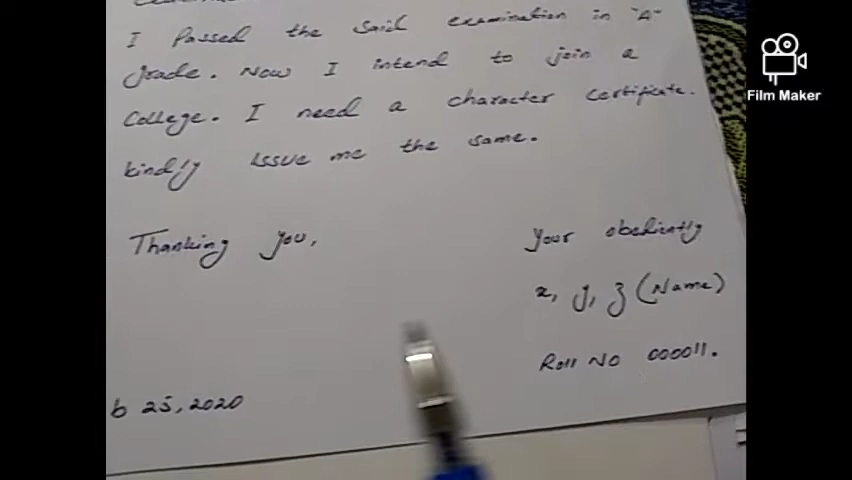 I passed the said examination in "A"
grade. Now I intend to join a
College. I need a character certificate.
kindly issue me the same.
Thanking you,
Your obediently
x, y, z (Name)
Roll No 000011.
b 25, 2020
Film Maker